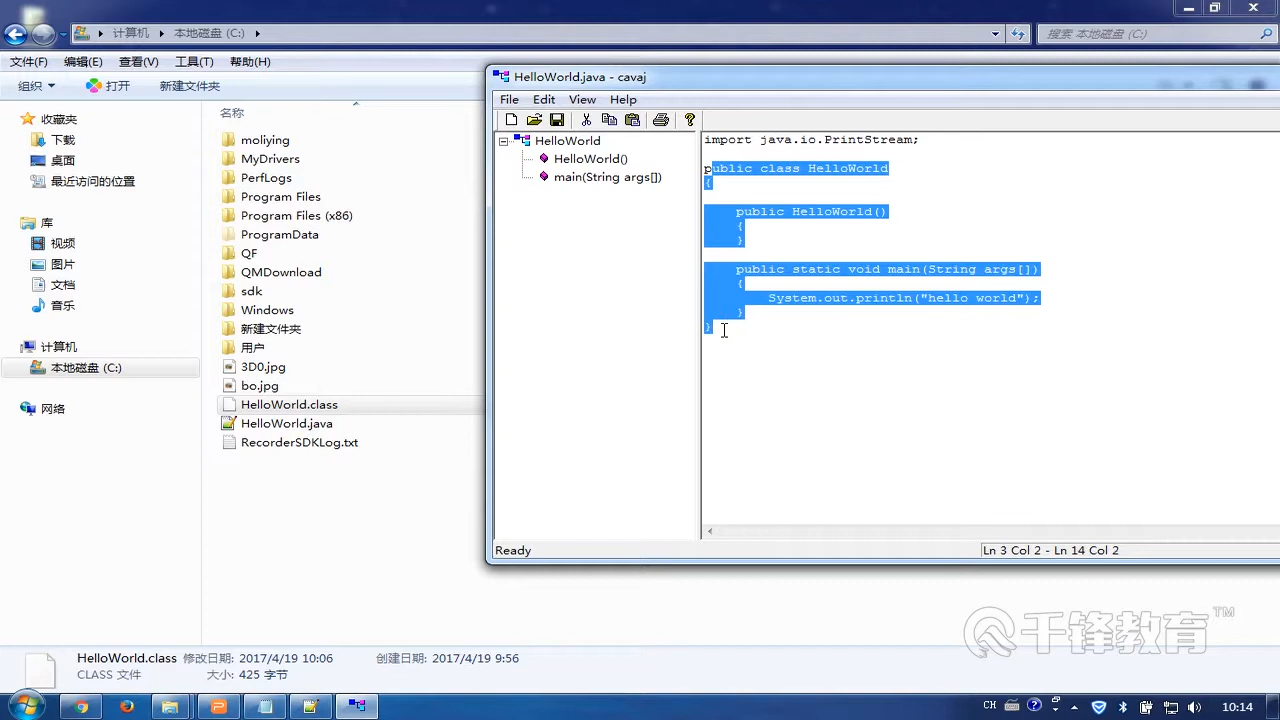 计算机
本地磁盘 (C:)
搜索 本地磁盘 (C:)
文件(F)
编辑(E)
查看(V)
工具(T)
帮助(H)
组织
打开
新建文件夹
收藏夹
下载
桌面
最近访问的位置
库
视频
图片
文档
音乐
计算机
本地磁盘 (C:)
网络
名称
moliying
MyDrivers
PerfLogs
Program Files
Program Files (x86)
ProgramData
QF
QMDownload
sdk
Windows
新建文件夹
用户
3D0.jpg
bo.jpg
HelloWorld.class
HelloWorld.java
RecorderSDKLog.txt
HelloWorld.java - cavaj
File Edit View Help
HelloWorld
HelloWorld()
main(String args[])
import java.io.PrintStream;
public class HelloWorld
{
public HelloWorld()
{
}
public static void main(String args[])
{
System.out.println("hello world");
}
}
Ready
Ln 3 Col 2 - Ln 14 Col 2
千锋教育™
HelloWorld.class 修改日期: 2017/4/19 10:06 创建日期: 2017/4/19 9:56
CLASS 文件 大小: 425 字节
CH
10:14